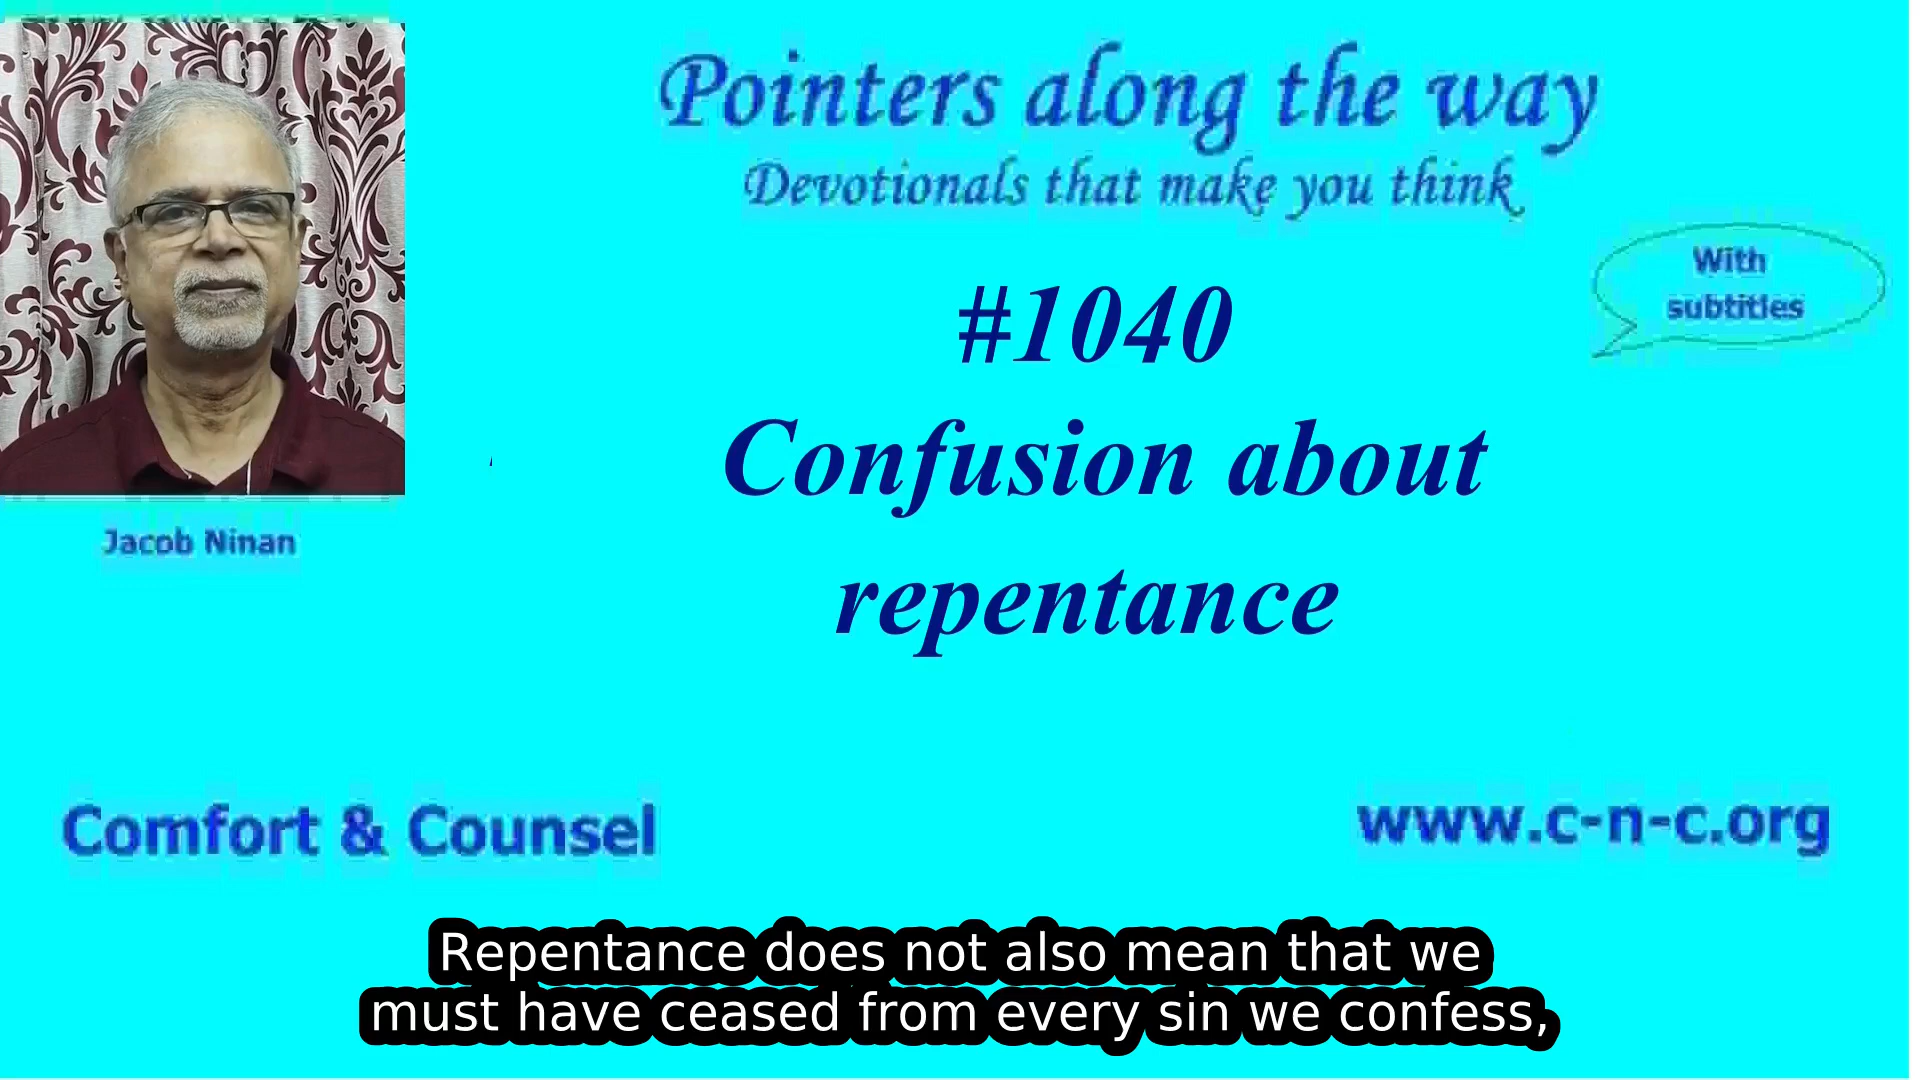 Pointers along the way
Devotionals that make you think
With
subtitles
#1040
Confusion about
repentance
Jacob Ninan
Comfort & Counsel
www.c-n-c.org
Repentance does not also mean that we
must have ceased from every sin we confess,